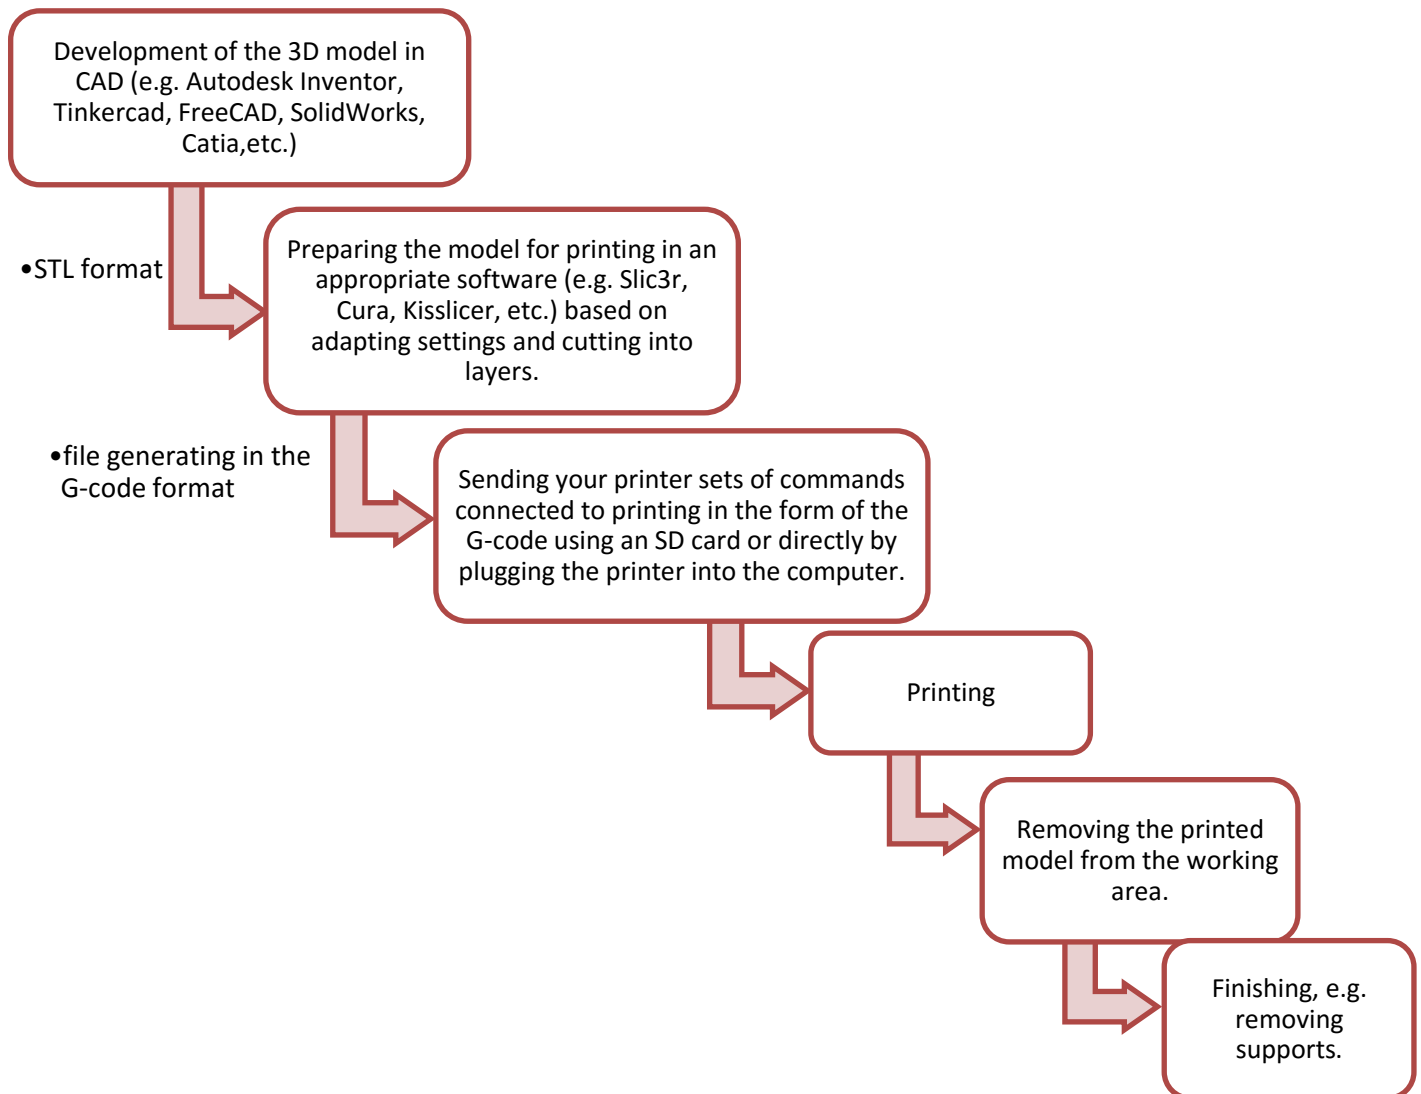 Development of the 3D model in
CAD (e.g. Autodesk Inventor,
Tinkercad, FreeCAD, SolidWorks,
Catia,etc.)
•STL format
Preparing the model for printing in an
appropriate software (e.g. Slic3r,
Cura, Kisslicer, etc.) based on
adapting settings and cutting into
layers.
•file generating in the
G-code format
Sending your printer sets of commands
connected to printing in the form of the
G-code using an SD card or directly by
plugging the printer into the computer.
Printing
Removing the printed
model from the working
area.
Finishing, e.g.
removing
supports.